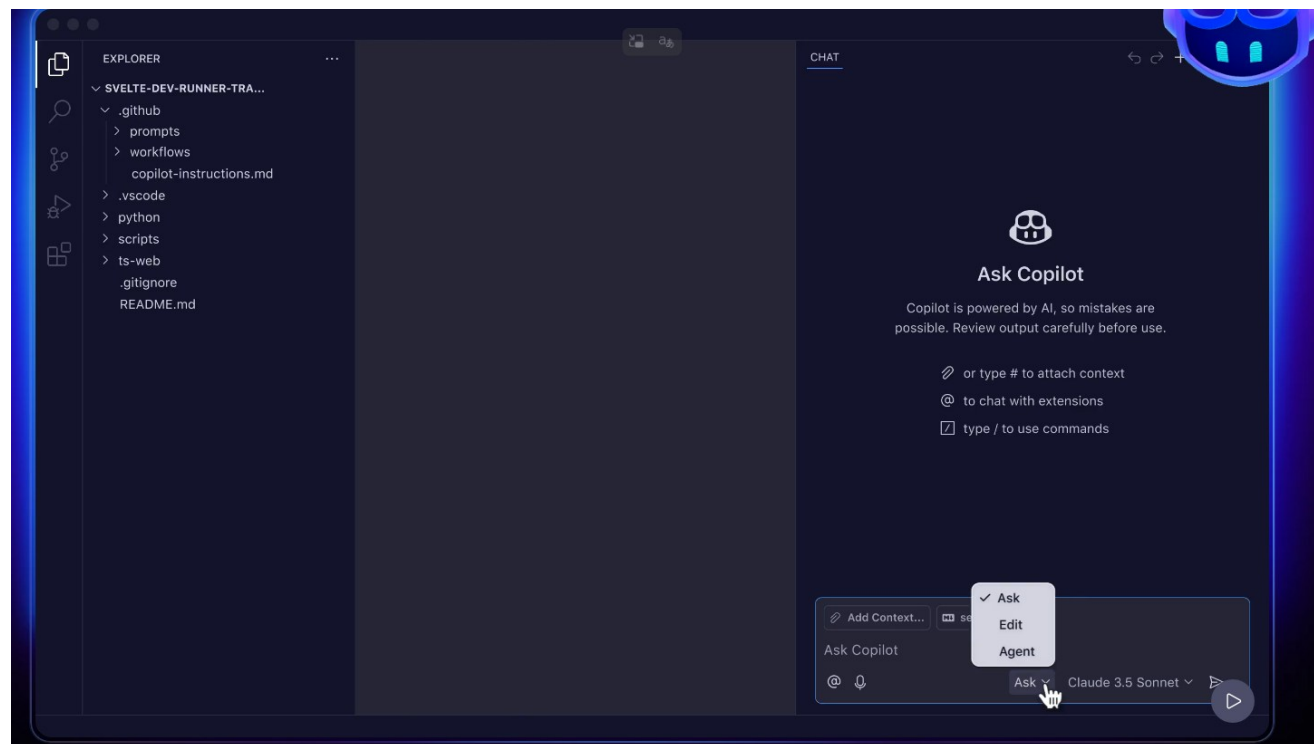 EXPLORER
SVELTE-DEV-RUNNER-TRA...
.github
prompts
workflows
copilot-instructions.md
.vscode
python
scripts
ts-web
.gitignore
README.md
CHAT
Ask Copilot
Copilot is powered by AI, so mistakes are
possible. Review output carefully before use.
or type # to attach context
@ to chat with extensions
type / to use commands
Add Context...
Ask
Edit
Agent
Ask Copilot
@
Ask
Claude 3.5 Sonnet